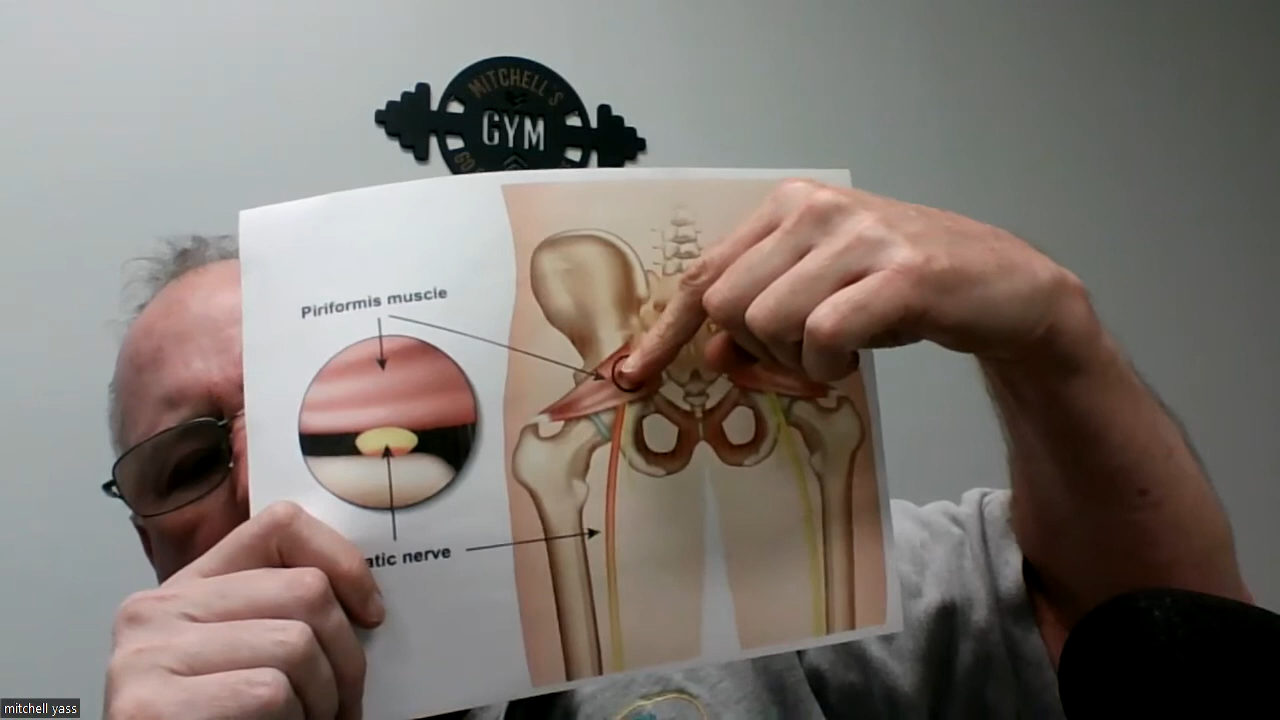 MITCHELL'S
GYM
Piriformis muscle
atic nerve
mitchell yass